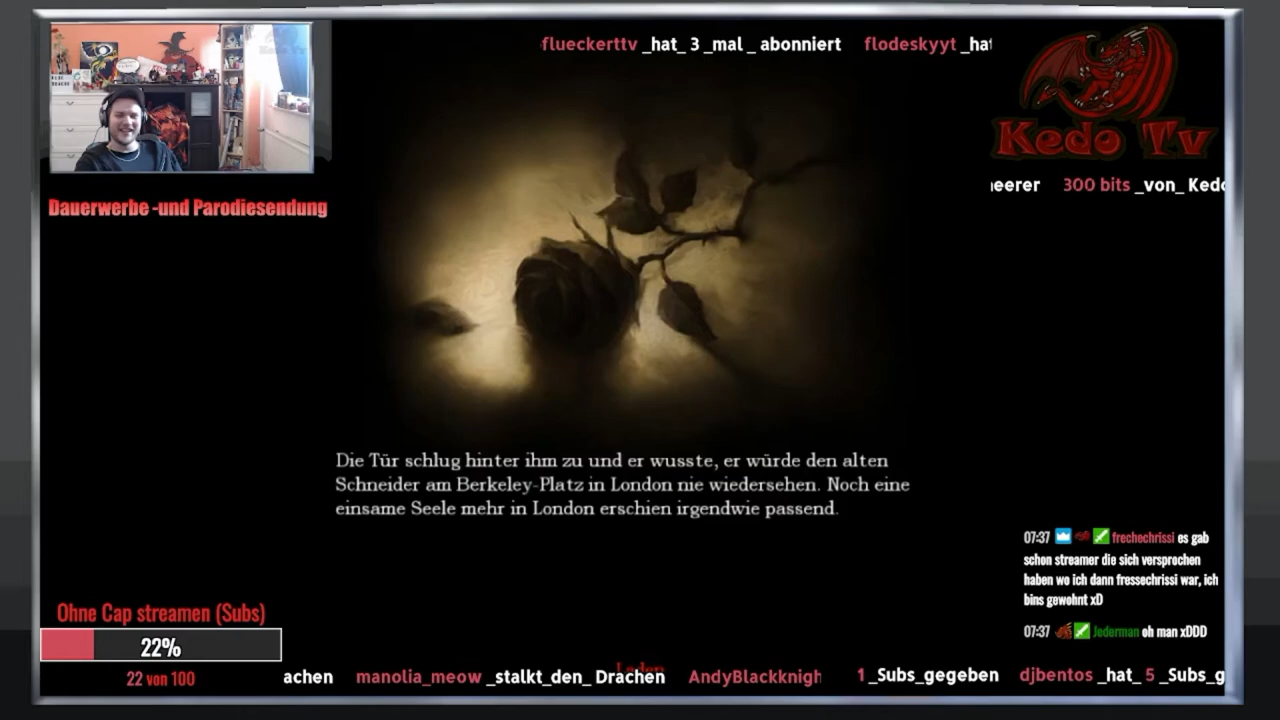 flueckerttv _hat_ 3 _mal _ abonniert flodeskyyt _hat
Kedo Tv
neerer 300 bits _von_ Kedo
Dauerwerbe -und Parodiesendung
Die Tür schlug hinter ihm zu und er wusste, er würde den alten
Schneider am Berkeley-Platz in London nie wiedersehen. Noch eine
einsame Seele mehr in London erschien irgendwie passend.
07:37 frechechrissi es gab
schon streamer die sich versprochen
haben wo ich dann fressechrissi war, ich
bins gewohnt xD
07:37 Jederman oh man xDDD
Ohne Cap streamen (Subs)
22%
22 von 100
Laden
achen manolia_meow _stalkt_den_ Drachen AndyBlackknigh 1 _Subs_gegeben djbentos _hat_ 5 _Subs_g